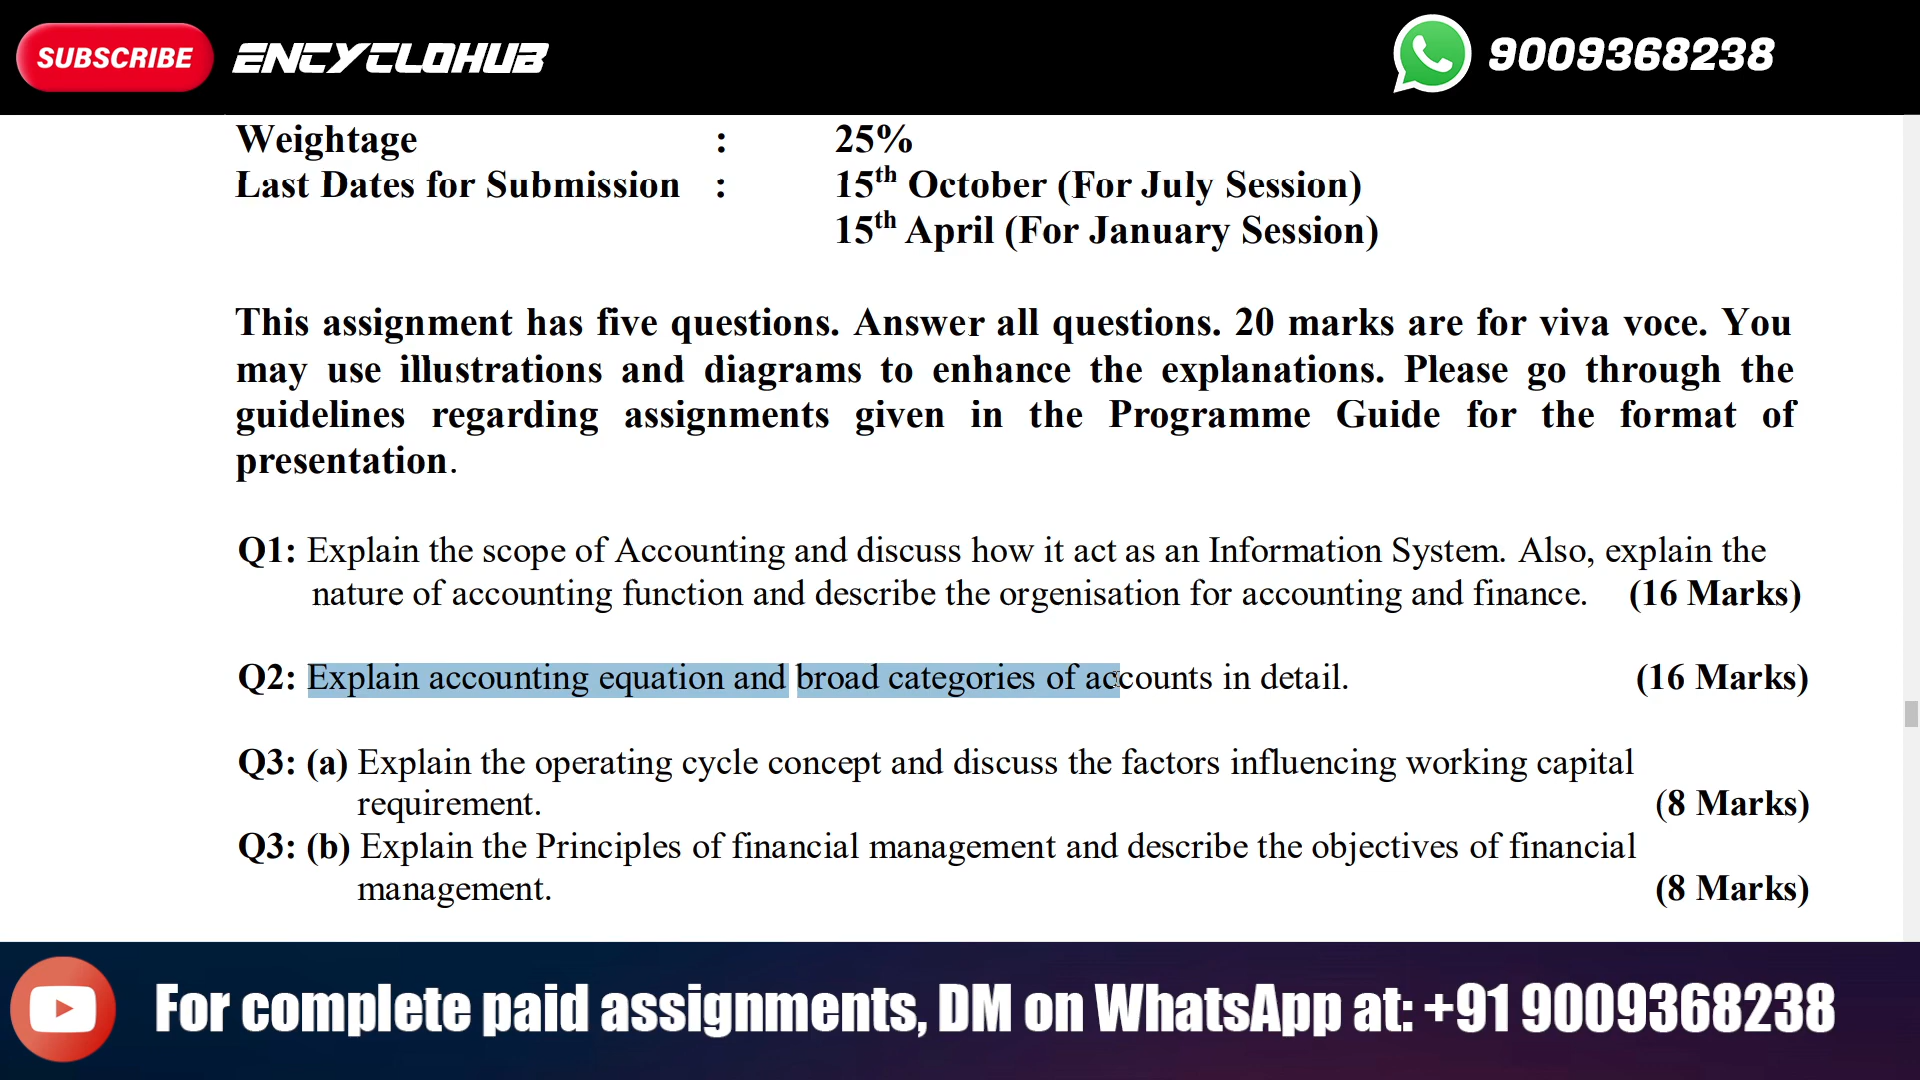 SUBSCRIBE ENCYCLOHUB 9009368238
Weightage : 25%
Last Dates for Submission : 15th October (For July Session)
15th April (For January Session)
This assignment has five questions. Answer all questions. 20 marks are for viva voce. You
may use illustrations and diagrams to enhance the explanations. Please go through the
guidelines regarding assignments given in the Programme Guide for the format of
presentation.
Q1: Explain the scope of Accounting and discuss how it act as an Information System. Also, explain the
nature of accounting function and describe the orgenisation for accounting and finance. (16 Marks)
Q2: Explain accounting equation and broad categories of accounts in detail. (16 Marks)
Q3: (a) Explain the operating cycle concept and discuss the factors influencing working capital
requirement. (8 Marks)
Q3: (b) Explain the Principles of financial management and describe the objectives of financial
management. (8 Marks)
For complete paid assignments, DM on WhatsApp at: +91 9009368238